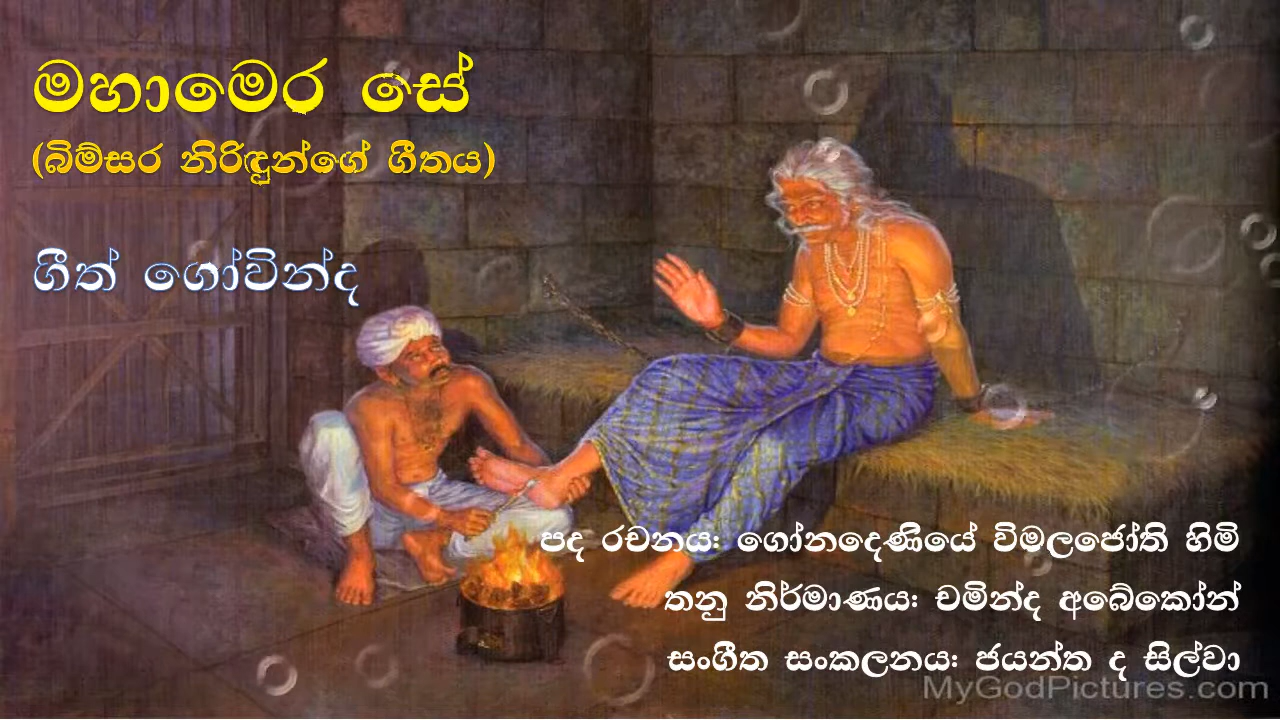 මහාමෙර සේ
(බිම්සර නිරිඳුන්ගේ ගීතය)
ගීත් ගෝවින්ද
පද රචනය: ගෝනදෙණියේ විමලජෝති හිමි
තනු නිර්මාණය: චමින්ද අබේකෝන්
සංගීත සංකලනය: ජයන්ත ද සිල්වා
MyGodPictures.com